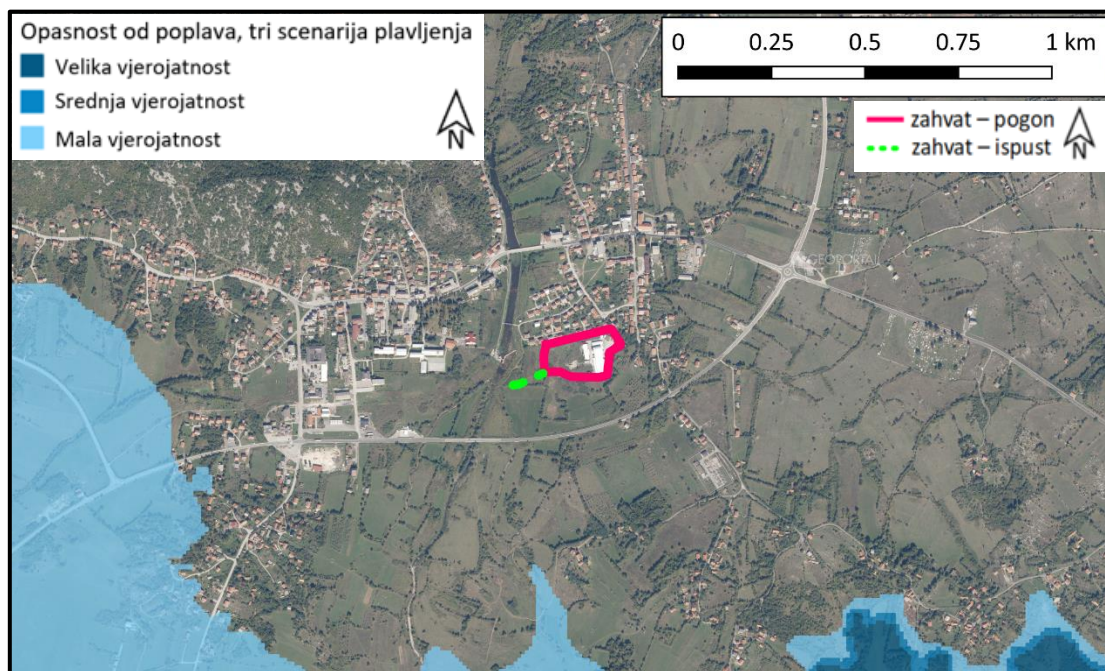 Opasnost od poplava, tri scenarija plavljenja
Velika vjerojatnost
Srednja vjerojatnost
Mala vjerojatnost
N
0 0.25 0.5 0.75 1 km
zahvat – pogon
zahvat – ispust
N
GEOPORTAL